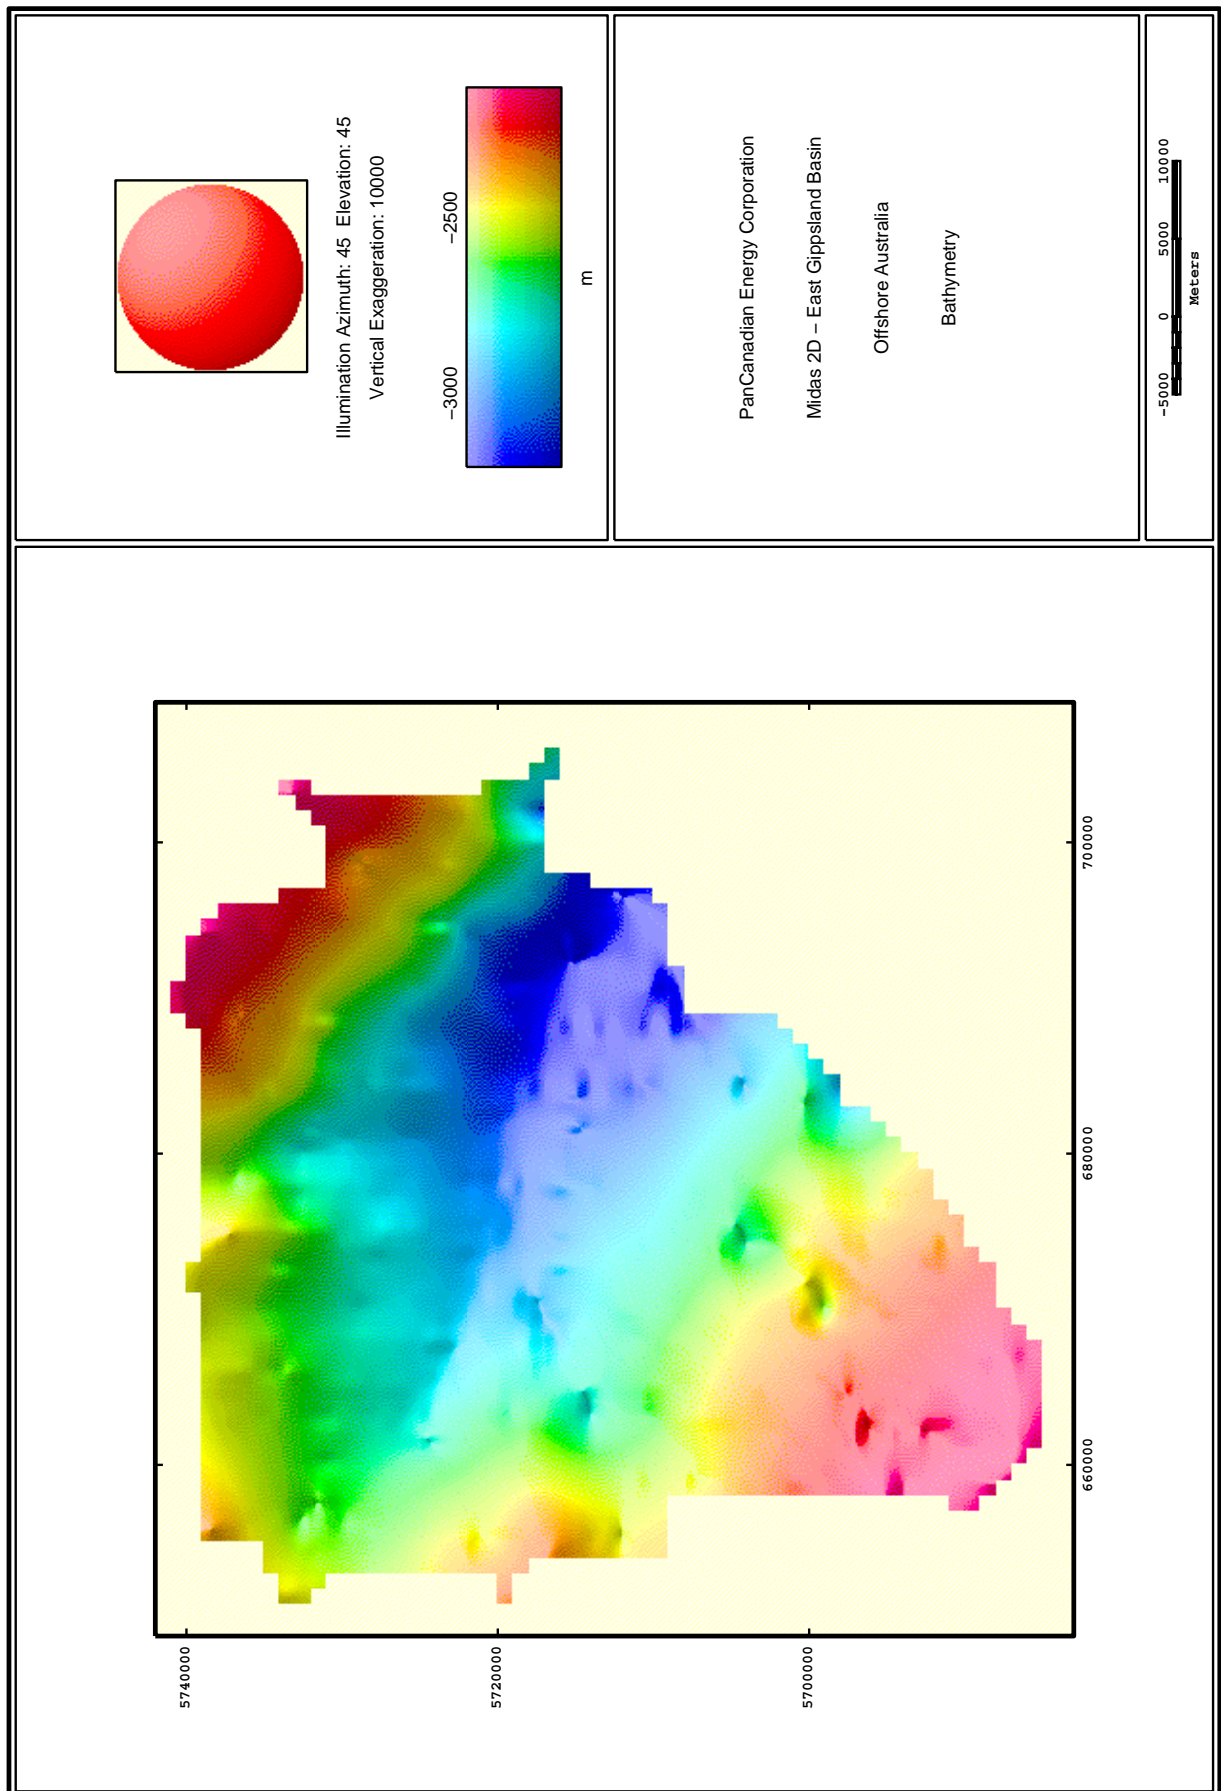 Illumination Azimuth: 45 Elevation: 45
Vertical Exaggeration: 10000
−3000
−2500
m
PanCanadian Energy Corporation
Midas 2D − East Gippsland Basin
Offshore Australia
Bathymetry
−5000
0
5000
10000
Meters
5740000
5720000
5700000
660000
680000
700000